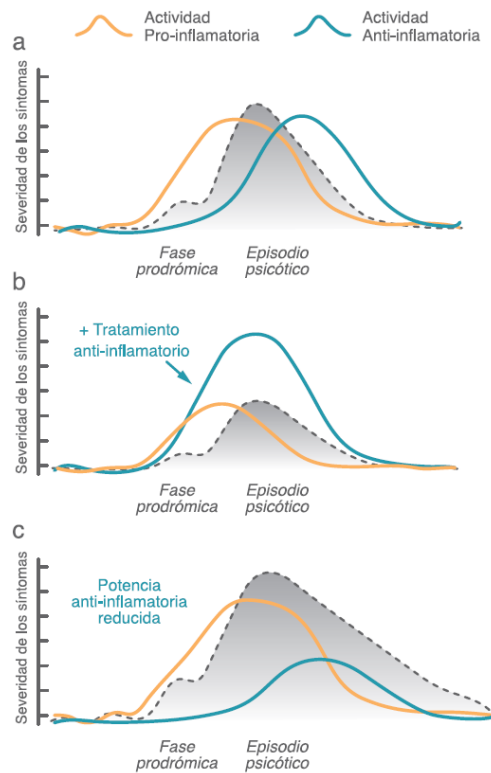 Actividad
Pro-inflamatoria
Actividad
Anti-inflamatoria
a
Severidad de los síntomas
Fase
prodrómica
Episodio
psicótico
b
+ Tratamiento
anti-inflamatorio
Severidad de los síntomas
Fase
prodrómica
Episodio
psicótico
c
Potencia
anti-inflamatoria
reducida
Severidad de los síntomas
Fase
prodrómica
Episodio
psicótico